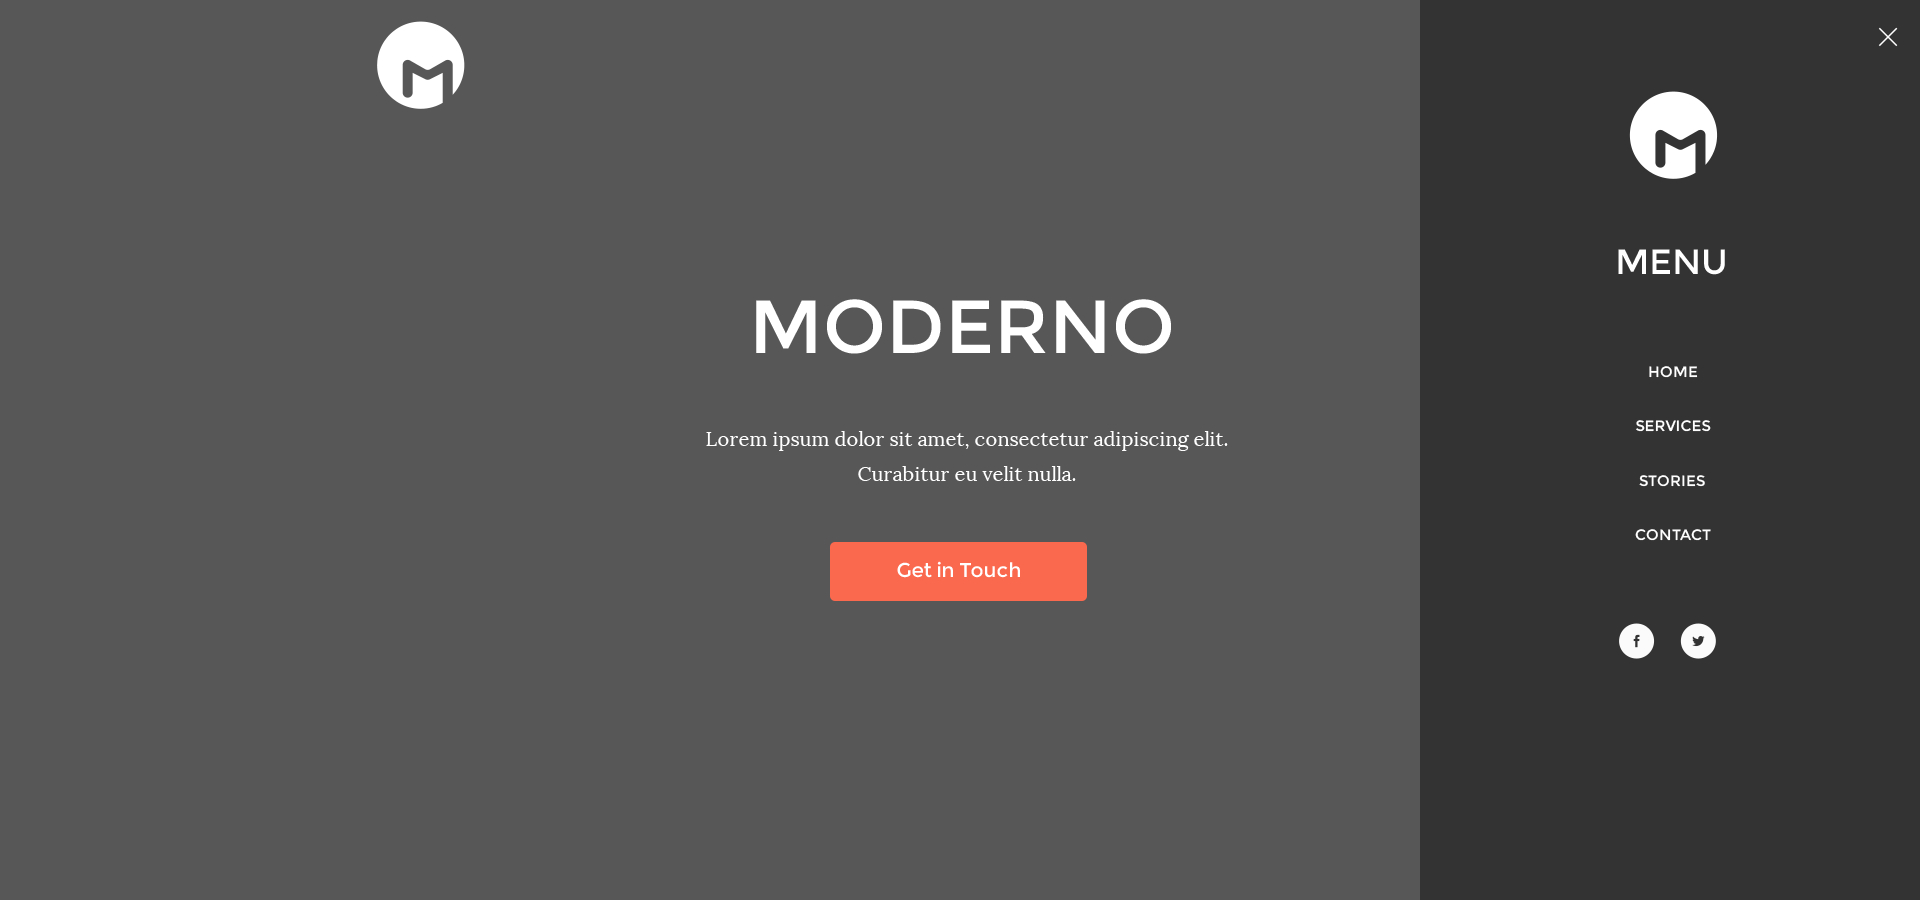 MODERNO
Lorem ipsum dolor sit amet, consectetur adipiscing elit.
Curabitur eu velit nulla.
Get in Touch
MENU
HOME
SERVICES
STORIES
CONTACT